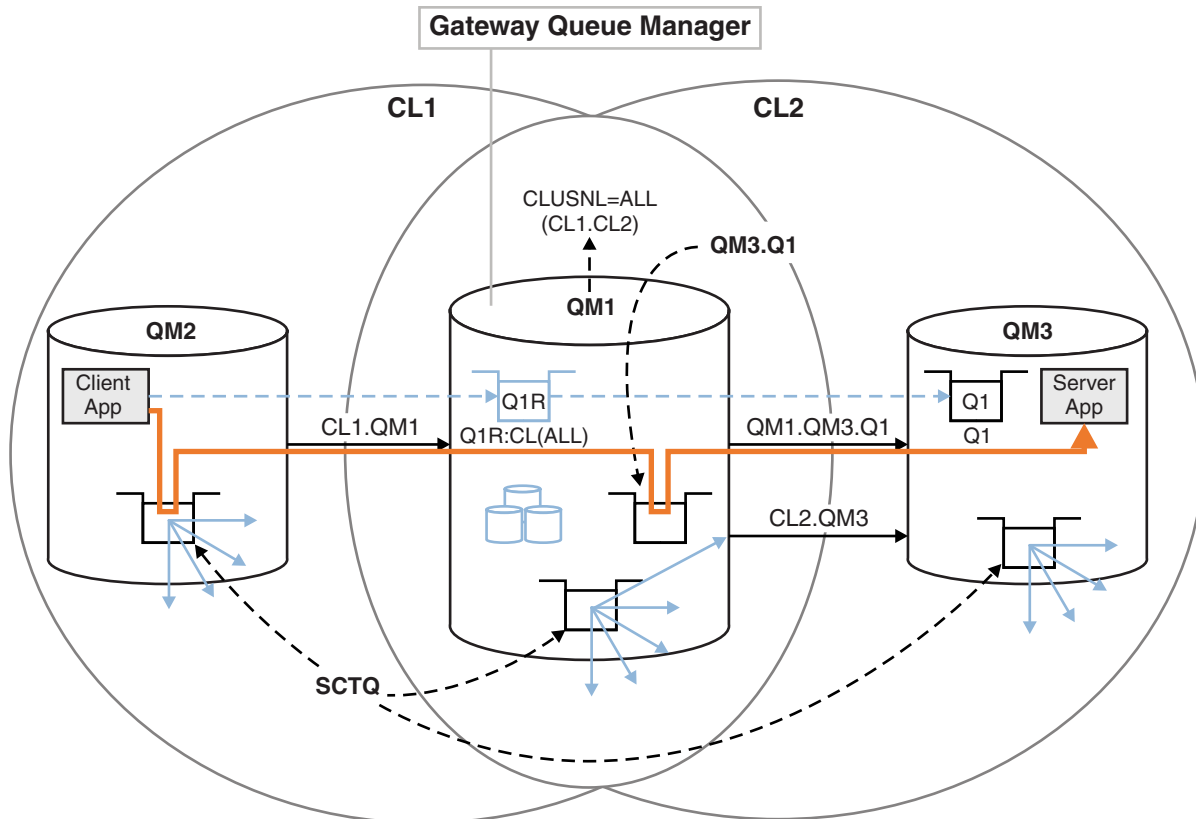 Gateway Queue Manager
CL1
CL2
CLUSNL=ALL
(CL1.CL2)
QM3.Q1
QM2
QM1
QM3
Client
App
Q1R
Q1
Server
App
CL1.QM1
Q1R:CL(ALL)
QM1.QM3.Q1
Q1
CL2.QM3
SCTQ